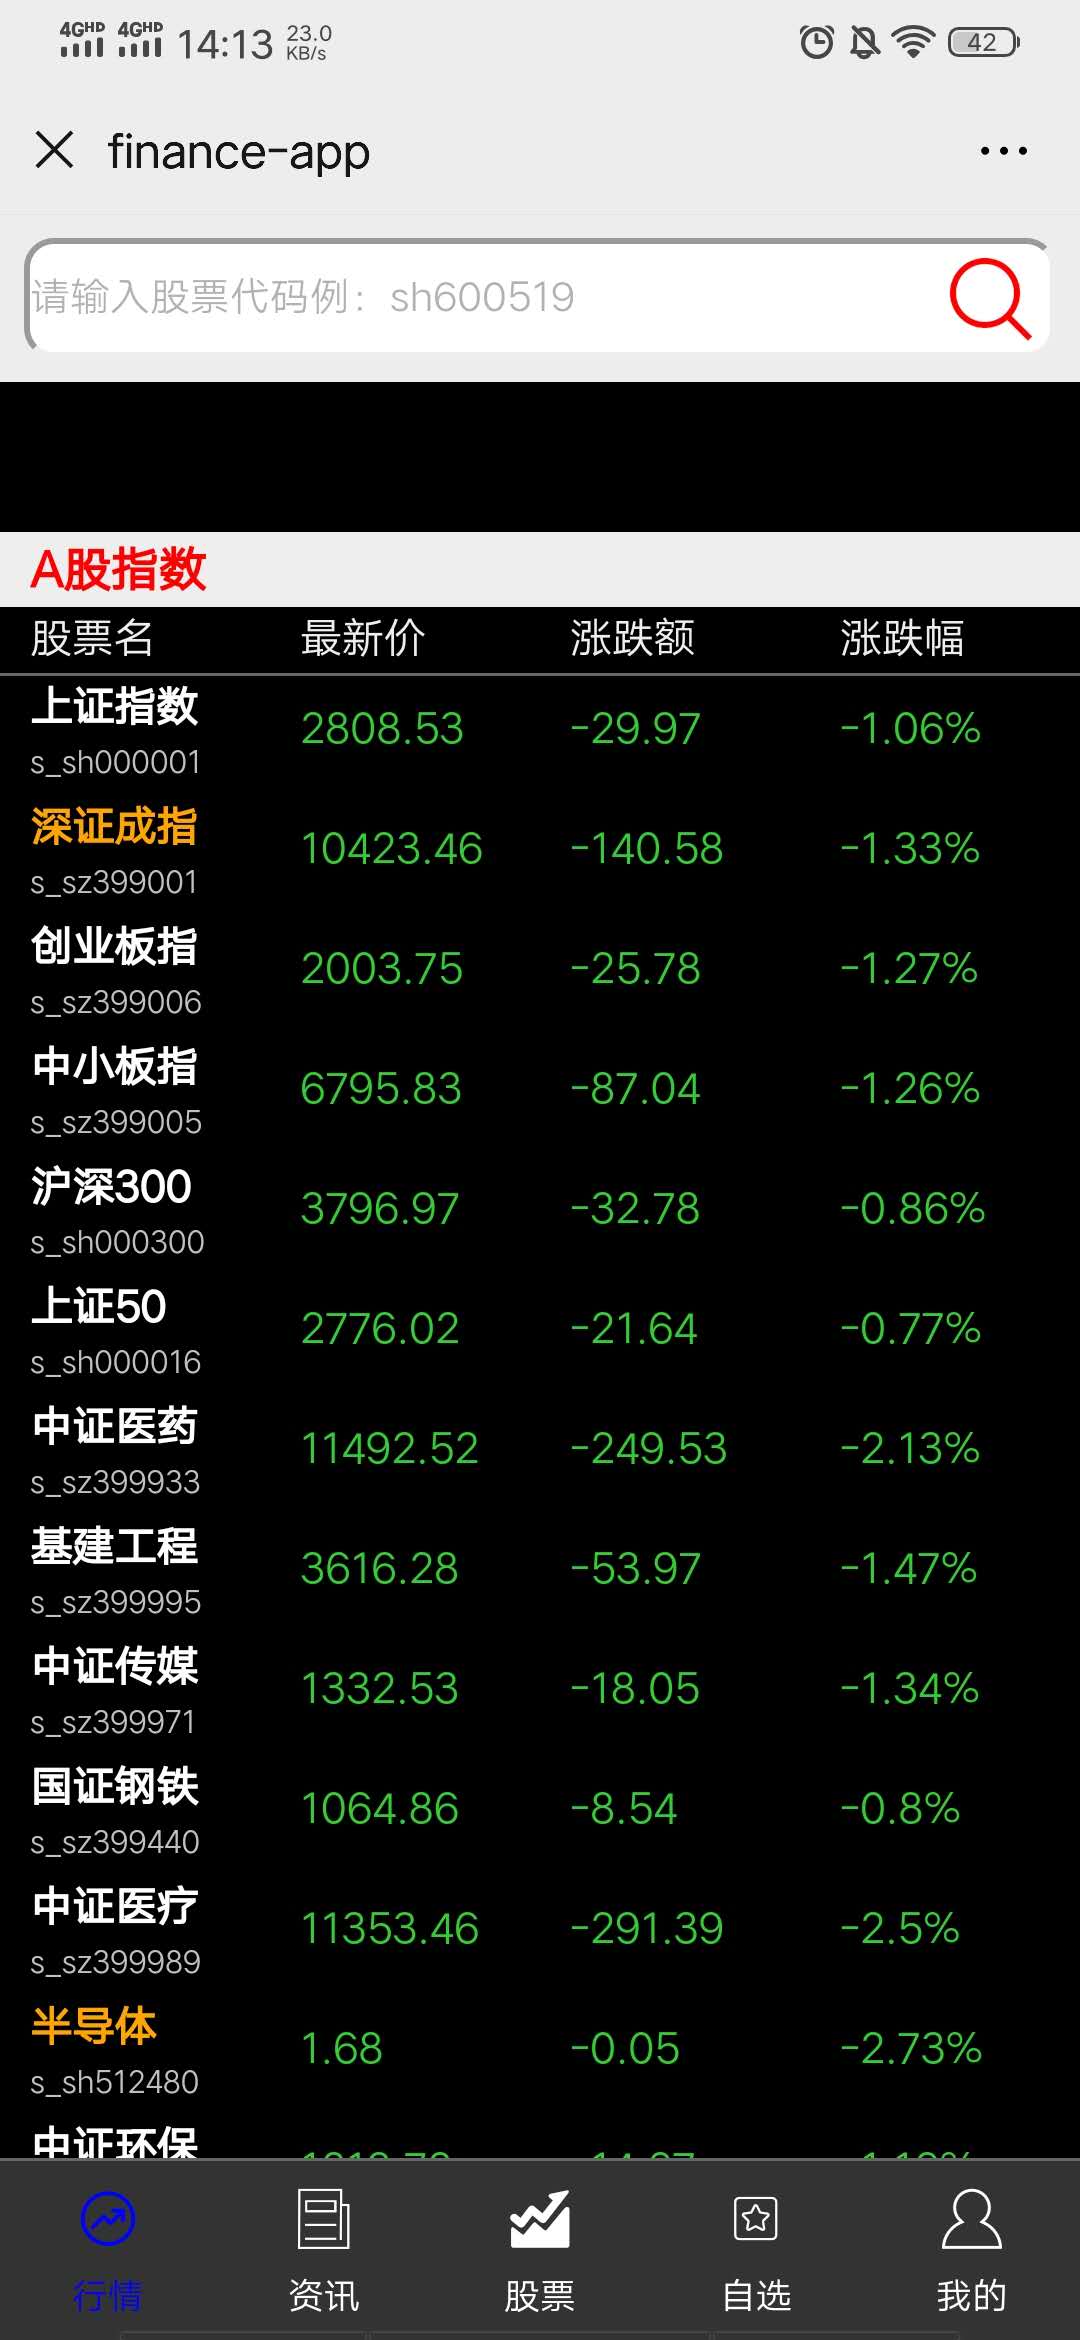 4GHD 4GHD 14:13 23.0 KB/s 42
finance-app
请输入股票代码例：sh600519
A股指数
股票名 最新价 涨跌额 涨跌幅
上证指数 2808.53 -29.97 -1.06%
s_sh000001
深证成指 10423.46 -140.58 -1.33%
s_sz399001
创业板指 2003.75 -25.78 -1.27%
s_sz399006
中小板指 6795.83 -87.04 -1.26%
s_sz399005
沪深300 3796.97 -32.78 -0.86%
s_sh000300
上证50 2776.02 -21.64 -0.77%
s_sh000016
中证医药 11492.52 -249.53 -2.13%
s_sz399933
基建工程 3616.28 -53.97 -1.47%
s_sz399995
中证传媒 1332.53 -18.05 -1.34%
s_sz399971
国证钢铁 1064.86 -8.54 -0.8%
s_sz399440
中证医疗 11353.46 -291.39 -2.5%
s_sz399989
半导体 1.68 -0.05 -2.73%
s_sh512480
中证环保
行情 资讯 股票 自选 我的